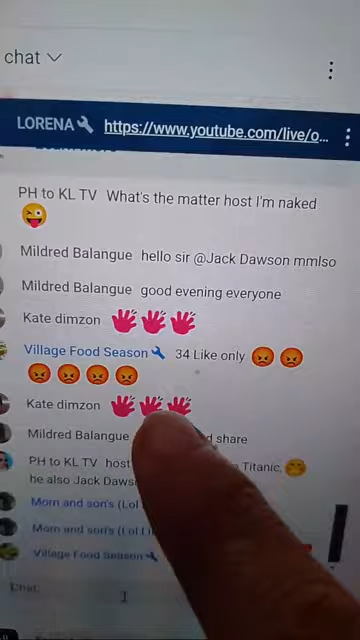 chat
LORENA🔧 https://www.youtube.com/live/o...
PH to KL TV What's the matter host I'm naked
😜
Mildred Balangue hello sir @Jack Dawson mmlso
Mildred Balangue good evening everyone
Kate dimzon 👏👏👏
Village Food Season🔧 34 Like only 😡😡
😡😡😡😡
Kate dimzon 👏👏👏
Mildred Balangue share
PH to KL TV host Titanic,
he also Jack Daws
Mom and son's (Lol
Mom and son's (Lol L
Village Food Season🔧
Chat